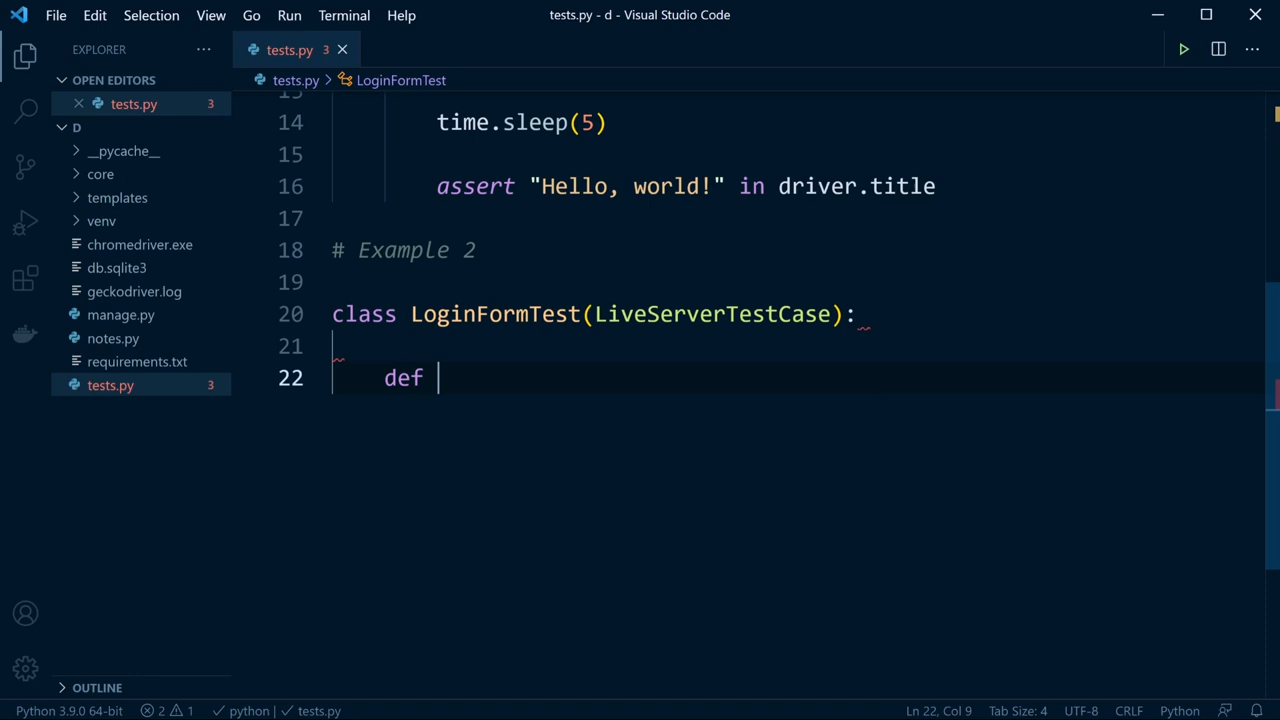 File Edit Selection View Go Run Terminal Help
tests.py - d - Visual Studio Code
EXPLORER
OPEN EDITORS
tests.py 3
D
__pycache__
core
templates
venv
chromedriver.exe
db.sqlite3
geckodriver.log
manage.py
notes.py
requirements.txt
tests.py 3
OUTLINE
tests.py 3
tests.py > LoginFormTest
14 time.sleep(5)
15
16 assert "Hello, world!" in driver.title
17
18 # Example 2
19
20 class LoginFormTest(LiveServerTestCase):
21
22 def
Python 3.9.0 64-bit 2 1 python | tests.py Ln 22, Col 9 Tab Size: 4 UTF-8 CRLF Python